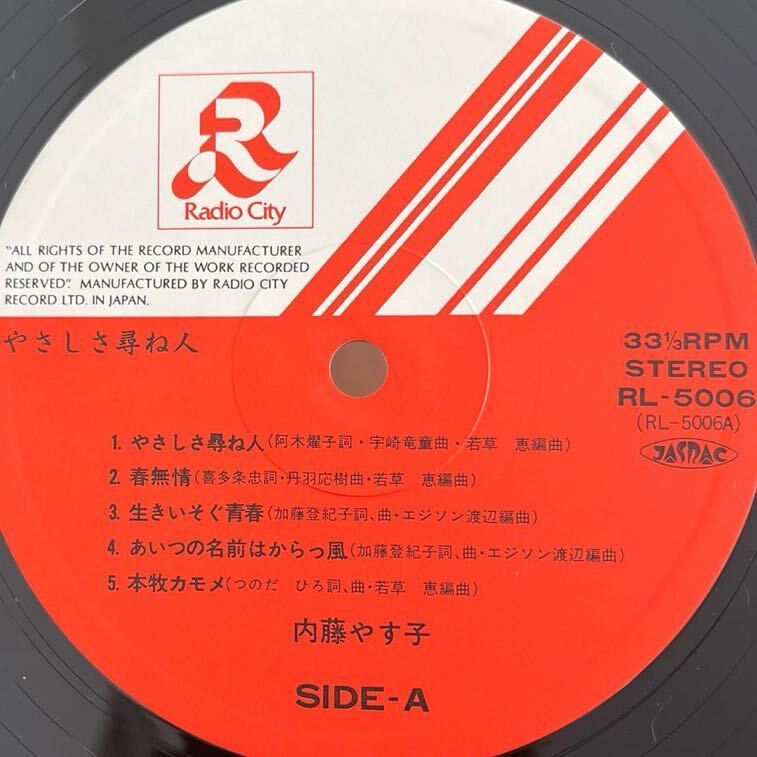 R
Radio City
"ALL RIGHTS OF THE RECORD MANUFACTURER
AND OF THE OWNER OF THE WORK RECORDED
RESERVED". MANUFACTURED BY RADIO CITY
RECORD LTD. IN JAPAN.
やさしさ尋ね人
33⅓RPM
STEREO
RL-5006
(RL-5006A)
JASRAC
1. やさしさ尋ね人(阿木燿子詞・宇崎竜童曲・若草　恵編曲)
2. 春無情(喜多条忠詞・丹羽応樹曲・若草　恵編曲)
3. 生きいそぐ青春(加藤登紀子詞、曲・エジソン渡辺編曲)
4. あいつの名前はからっ風(加藤登紀子詞、曲・エジソン渡辺編曲)
5. 本牧カモメ(つのだ　ひろ詞、曲・若草　恵編曲)
内藤やす子
SIDE-A